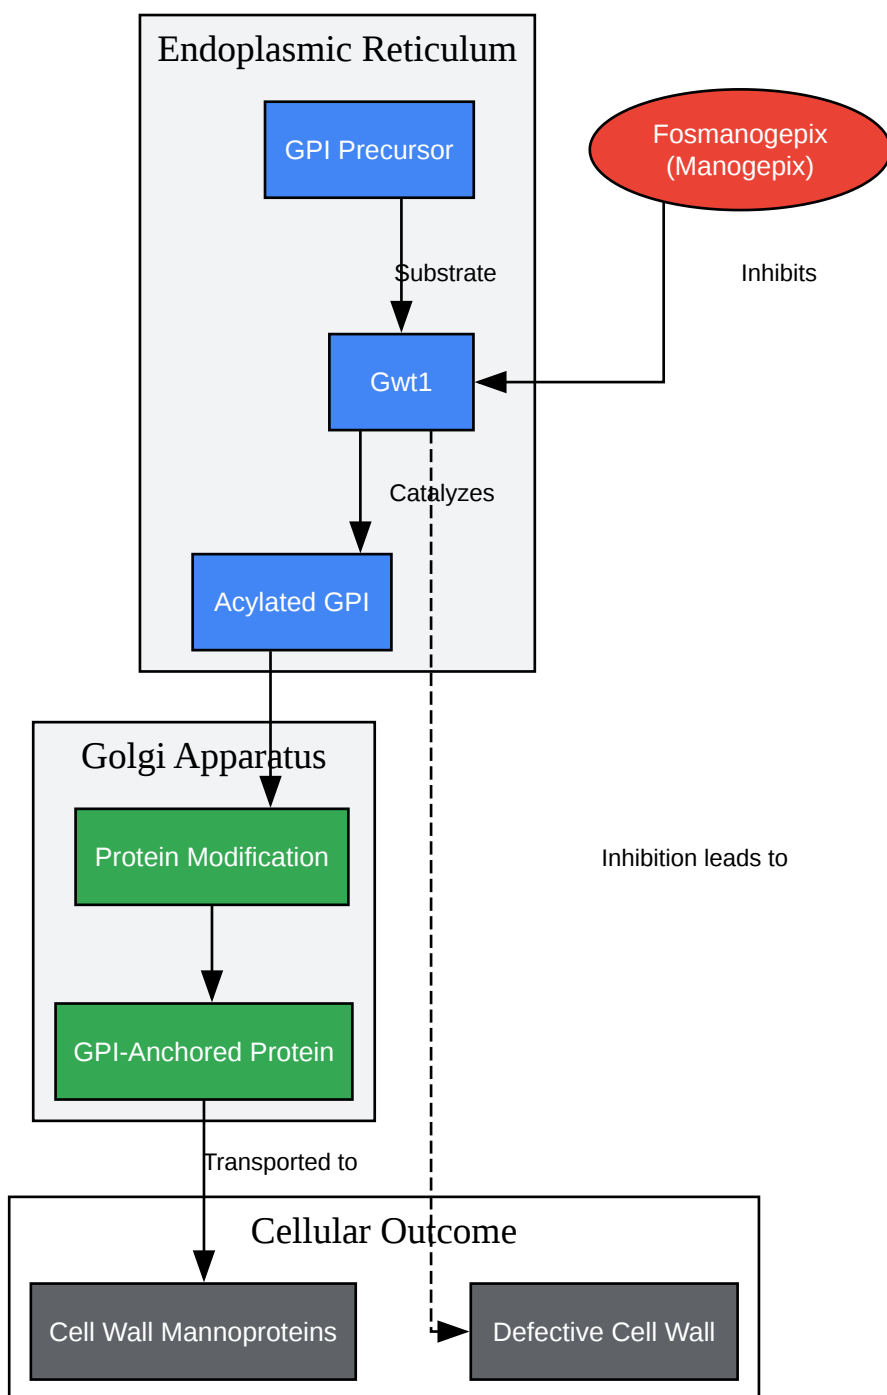 Endoplasmic Reticulum
GPI Precursor
Fosmanogepix
(Manogepix)
Substrate
Inhibits
Gwt1
Catalyzes
Acylated GPI
Golgi Apparatus
Protein Modification
Inhibition leads to
GPI-Anchored Protein
Transported to
Cellular Outcome
Cell Wall Mannoproteins
Defective Cell Wall